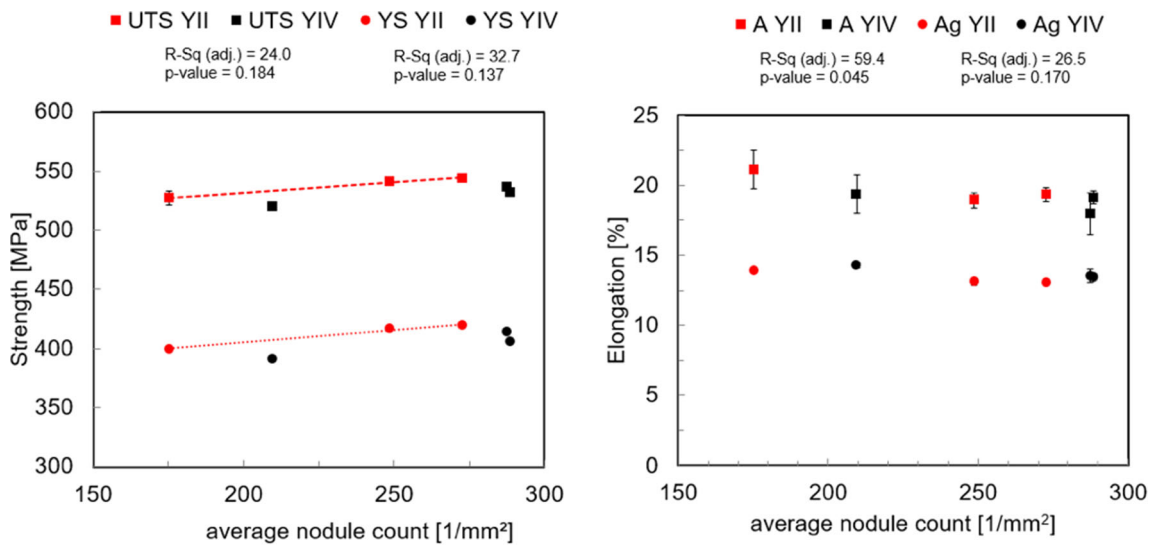 UTS YII UTS YIV YS YII YS YIV
R-Sq (adj.) = 24.0
p-value = 0.184
R-Sq (adj.) = 32.7
p-value = 0.137
600
550
500
450
400
350
300
Strength [MPa]
150 200 250 300
average nodule count [1/mm²]
A YII A YIV Ag YII Ag YIV
R-Sq (adj.) = 59.4
p-value = 0.045
R-Sq (adj.) = 26.5
p-value = 0.170
25
20
15
10
5
0
Elongation [%]
150 200 250 300
average nodule count [1/mm²]